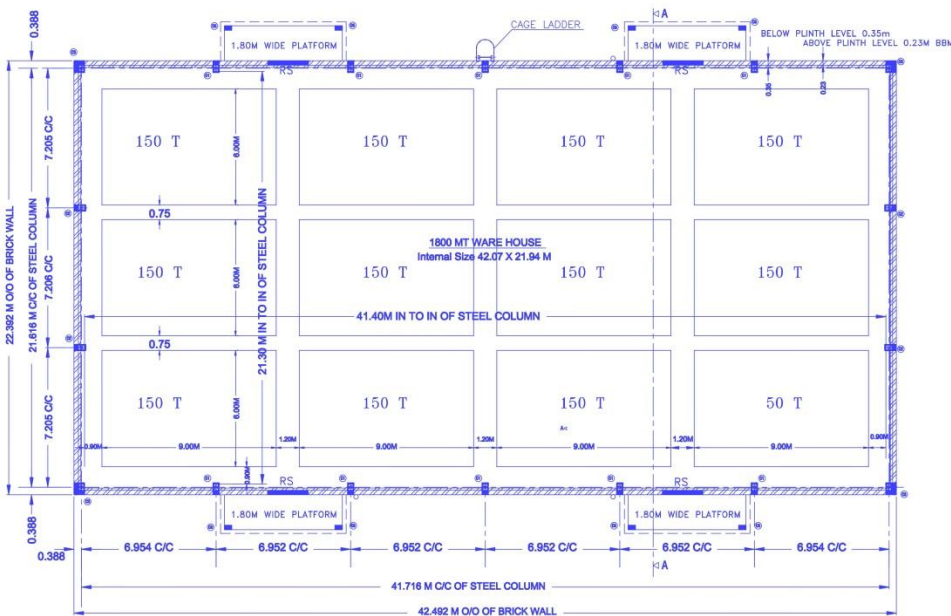 A
CAGE LADDER
0.388
1.80M WIDE PLATFORM
1.80M WIDE PLATFORM
BELOW PLINTH LEVEL 0.35m
ABOVE PLINTH LEVEL 0.23M BBM
RS
RS
0.35
0.23
150 T
150 T
150 T
150 T
6.00M
7.205 C/C
0.75
22.392 M O/O OF BRICK WALL
21.616 M C/C OF STEEL COLUMN
7.206 C/C
21.30 M IN TO IN OF STEEL COLUMN
1800 MT WARE HOUSE
Internal Size 42.07 X 21.94 M
150 T
150 T
150 T
150 T
6.00M
41.40M IN TO IN OF STEEL COLUMN
0.75
7.205 C/C
150 T
150 T
150 T
50 T
6.00M
0.90M
9.00M
1.20M
9.00M
1.20M
9.00M
1.20M
9.00M
0.90M
0.90M
RS
RS
0.388
1.80M WIDE PLATFORM
1.80M WIDE PLATFORM
0.388
6.954 C/C
6.952 C/C
6.952 C/C
6.952 C/C
6.952 C/C
6.954 C/C
A
41.716 M C/C OF STEEL COLUMN
42.492 M O/O OF BRICK WALL